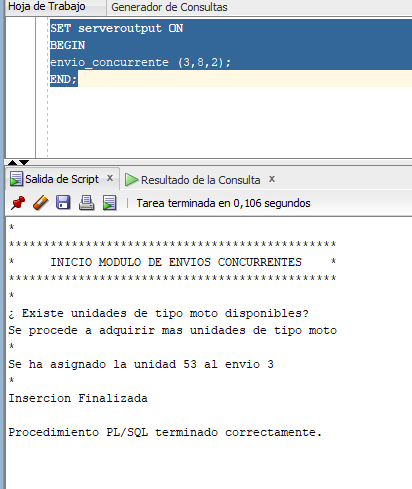 Hoja de Trabajo Generador de Consultas
SET serveroutput ON
BEGIN
envio_concurrente (3,8,2);
END;
Salida de Script x Resultado de la Consulta x
Tarea terminada en 0,106 segundos
*
***********************************************
* INICIO MODULO DE ENVIOS CONCURRENTES *
***********************************************
*
¿ Existe unidades de tipo moto disponibles?
Se procede a adquirir mas unidades de tipo moto
*
Se ha asignado la unidad 53 al envio 3
*
Insercion Finalizada
Procedimiento PL/SQL terminado correctamente.